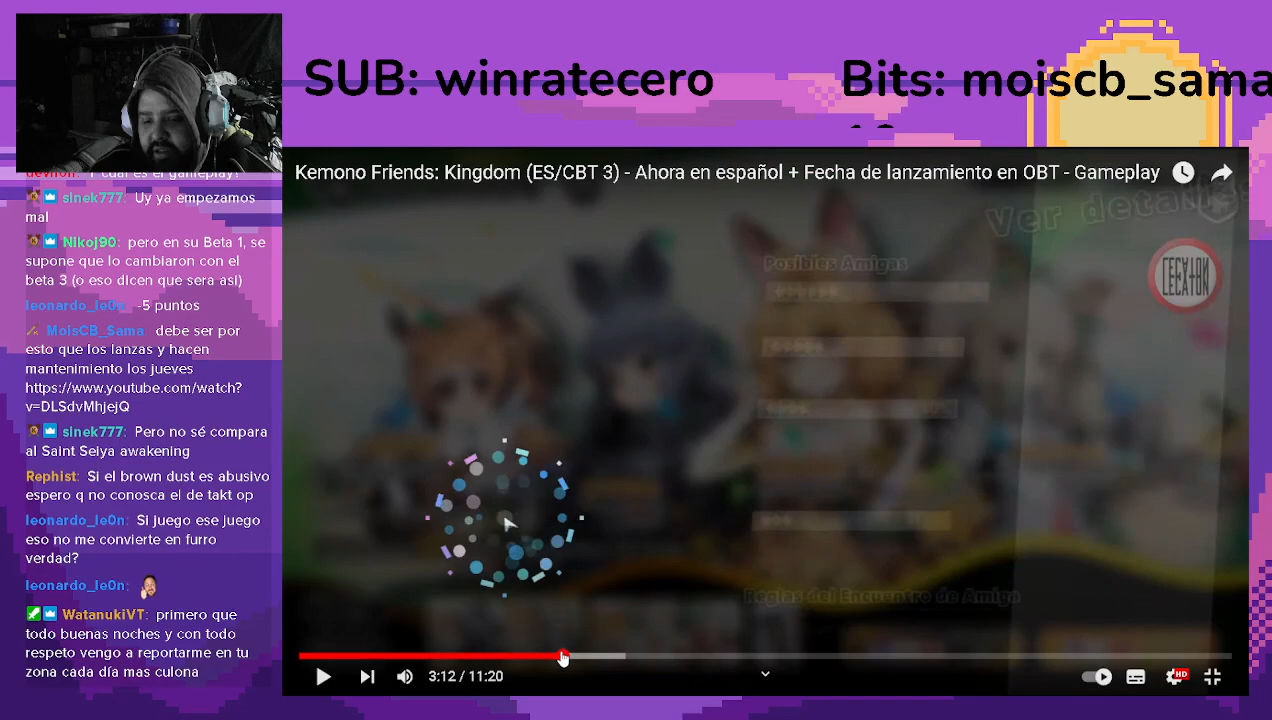 SUB: winratecero
Bits: moiscb_sama
Kemono Friends: Kingdom (ES/CBT 3) - Ahora en español + Fecha de lanzamiento en OBT - Gameplay
Ver detalles
Posibles Amigas
LECATON
Reglas del Encuentro de Amiga
3:12 / 11:20
HD
devilon: Y cual es el gameplay?
sinek777: Uy ya empezamos
mal
Nikoj90: pero en su Beta 1, se
supone que lo cambiaron con el
beta 3 (o eso dicen que sera asi)
leonardo_le0n: -5 puntos
MoisCB_Sama debe ser por
esto que los lanzas y hacen
mantenimiento los jueves
https://www.youtube.com/watch?
v=DLSdvMhjejQ
sinek777: Pero no sé compara
al Saint Seiya awakening
Rephist: Si el brown dust es abusivo
espero q no conosca el de takt op
leonardo_le0n: Si juego ese juego
eso no me convierte en furro
verdad?
leonardo_le0n:
WatanukiVT: primero que
todo buenas noches y con todo
respeto vengo a reportarme en tu
zona cada día mas culona